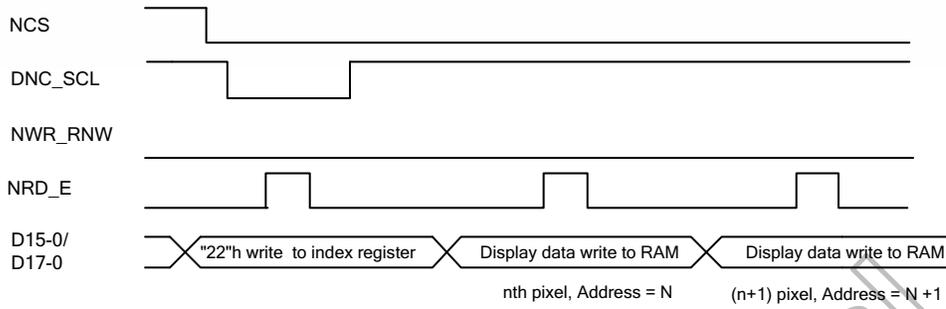 NCS
DNC_SCL
NWR_RNW
NRD_E
D15-0/
D17-0
"22"h write to index register
Display data write to RAM
Display data write to RAM
nth pixel, Address = N
(n+1) pixel, Address = N +1